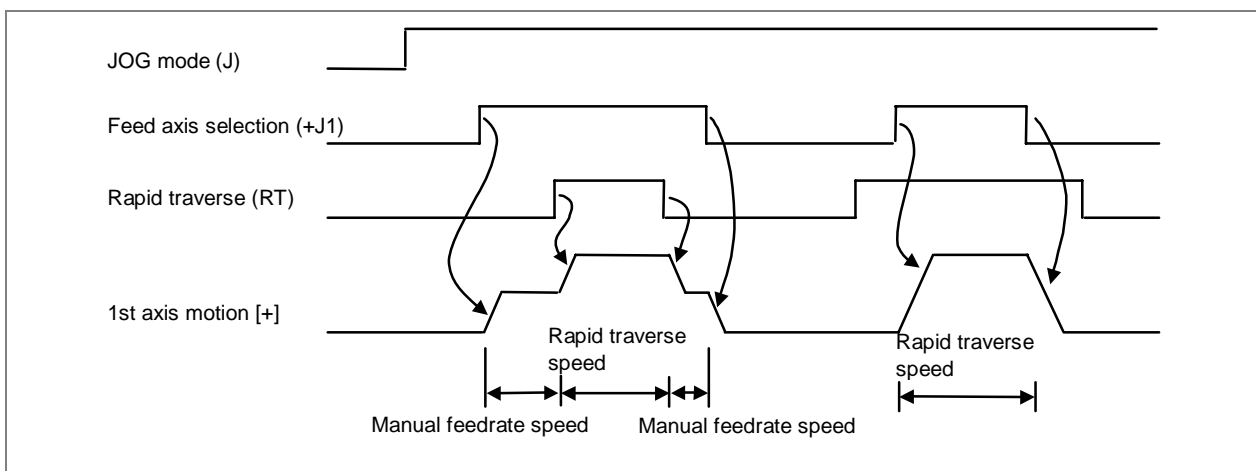 JOG mode (J)
Feed axis selection (+J1)
Rapid traverse (RT)
1st axis motion [+]
Rapid traverse
speed
Rapid traverse
speed
Manual feedrate speed
Manual feedrate speed